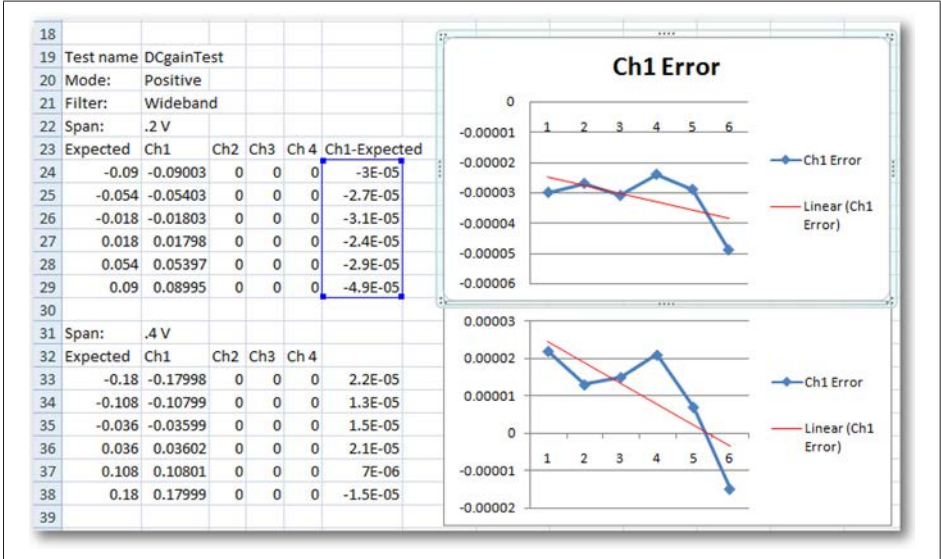 18
19 Test name DCgainTest
20 Mode: Positive
21 Filter: Wideband
22 Span: .2 V
23 Expected Ch1 Ch2 Ch3 Ch 4 Ch1-Expected
24 -0.09 -0.09003 0 0 0 -3E-05
25 -0.054 -0.05403 0 0 0 -2.7E-05
26 -0.018 -0.01803 0 0 0 -3.1E-05
27 0.018 0.01798 0 0 0 -2.4E-05
28 0.054 0.05397 0 0 0 -2.9E-05
29 0.09 0.08995 0 0 0 -4.9E-05
30
31 Span: .4 V
32 Expected Ch1 Ch2 Ch3 Ch 4
33 -0.18 -0.17998 0 0 0 2.2E-05
34 -0.108 -0.10799 0 0 0 1.3E-05
35 -0.036 -0.03599 0 0 0 1.5E-05
36 0.036 0.03602 0 0 0 2.1E-05
37 0.108 0.10801 0 0 0 7E-06
38 0.18 0.17999 0 0 0 -1.5E-05
39
Ch1 Error
0
-0.00001
-0.00002
-0.00003
-0.00004
-0.00005
-0.00006
1 2 3 4 5 6
Ch1 Error
Linear (Ch1
Error)
0.00003
0.00002
0.00001
0
-0.00001
-0.00002
1 2 3 4 5 6
Ch1 Error
Linear (Ch1
Error)